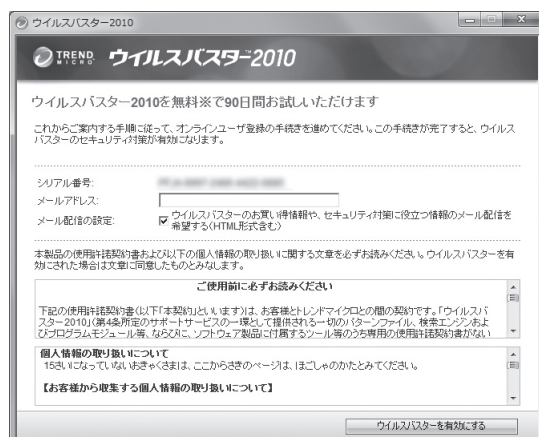 ウイルスバスター2010
TREND MICRO ウイルスバスター™2010
ウイルスバスター2010を無料※で90日間お試しいただけます
これからご案内する手順に従って、オンラインユーザ登録の手続きを進めてください。この手続きが完了すると、ウイル
スバスターのセキュリティ対策が有効になります。
シリアル番号:
メールアドレス:
メール配信の設定:
ウイルスバスターのお買い得情報や、セキュリティ対策に役立つ情報のメール配信を
希望する(HTML形式含む)
本製品の使用許諾契約書および以下の個人情報の取り扱いに関する文章を必ずお読みください。ウイルスバスターを有
効にされた場合は文章に同意したものとみなします。
ご使用前に必ずお読みください
下記の使用許諾契約書(以下「本契約」といいます)は、お客様とトレンドマイクロとの間の契約です。「ウイルスバ
スター2010」(第4条所定のサポートサービスの一環として提供される一切のパターンファイル、検索エンジンおよ
びプログラムモジュール等、ならびに、ソフトウェア製品に付属するツール等のうち専用の使用許諾契約書がない
個人情報の取り扱いについて
15さいになっていないおきゃくさまは、ここからさきのページは、ほごしゃのかたとみてください。
【お客様から収集する個人情報の取り扱いについて】
ウイルスバスターを有効にする